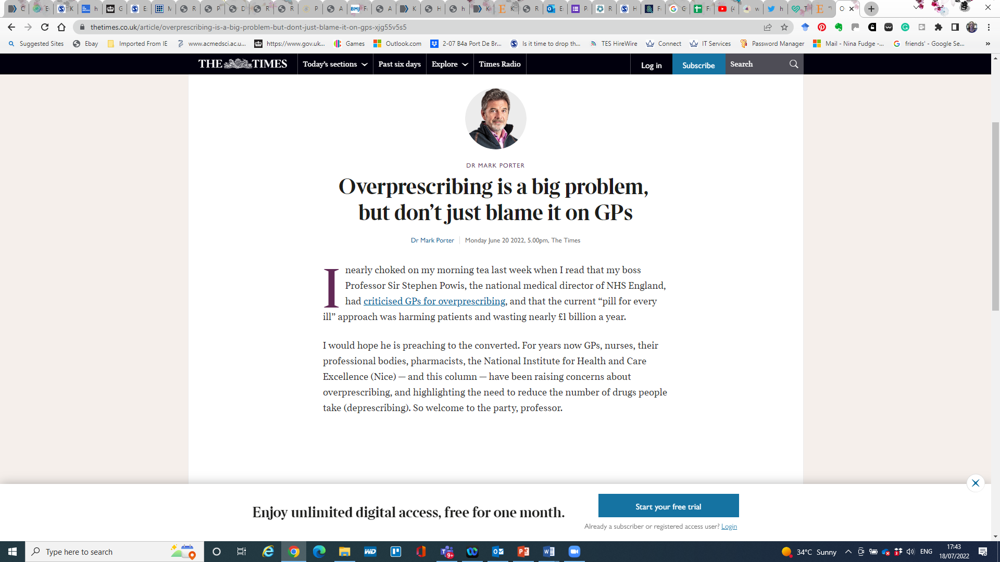 thetimes.co.uk/article/overprescribing-is-a-big-problem-but-dont-just-blame-it-on-gps-xjg55v5s5
Suggested Sites
Ebay
Imported From IE
www.acmedsci.ac.u...
https://www.gov.uk...
Games
Outlook.com
2-07 B4a Port De Br...
Is it time to drop th...
TES HireWire
Connect
IT Services
Password Manager
Mail - Nina Fudge -...
friends' - Google Se...
THE TIMES
Today's sections
Past six days
Explore
Times Radio
Log in
Subscribe
Search
DR MARK PORTER
Overprescribing is a big problem,
but don't just blame it on GPs
Dr Mark Porter
Monday June 20 2022, 5.00pm, The Times
I nearly choked on my morning tea last week when I read that my boss
Professor Sir Stephen Powis, the national medical director of NHS England,
had criticised GPs for overprescribing, and that the current “pill for every
ill” approach was harming patients and wasting nearly £1 billion a year.
I would hope he is preaching to the converted. For years now GPs, nurses, their
professional bodies, pharmacists, the National Institute for Health and Care
Excellence (Nice) — and this column — have been raising concerns about
overprescribing, and highlighting the need to reduce the number of drugs people
take (deprescribing). So welcome to the party, professor.
Enjoy unlimited digital access, free for one month.
Start your free trial
Already a subscriber or registered access user? Login
Type here to search
34°C Sunny
ENG
17:43
18/07/2022